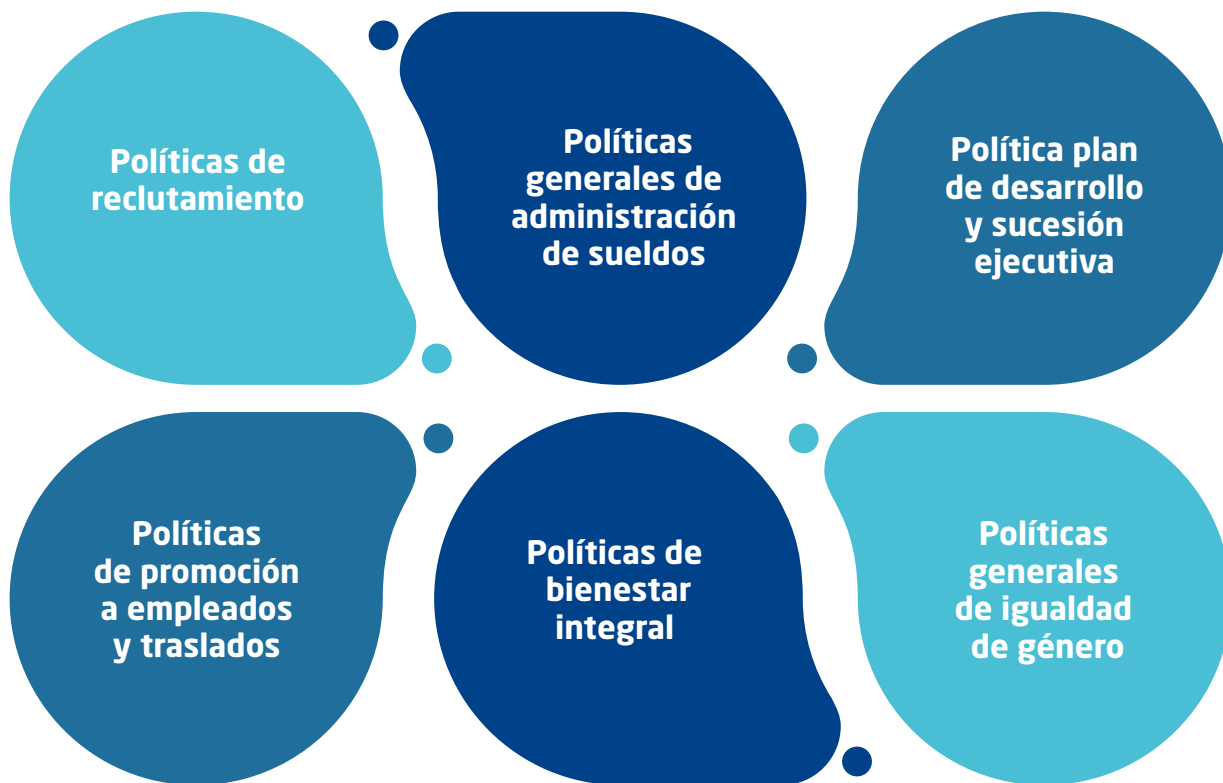 Políticas de
reclutamiento
Políticas
generales de
administración
de sueldos
Política plan
de desarrollo
y sucesión
ejecutiva
Políticas
de promoción
a empleados
y traslados
Políticas de
bienestar
integral
Políticas
generales
de igualdad
de género